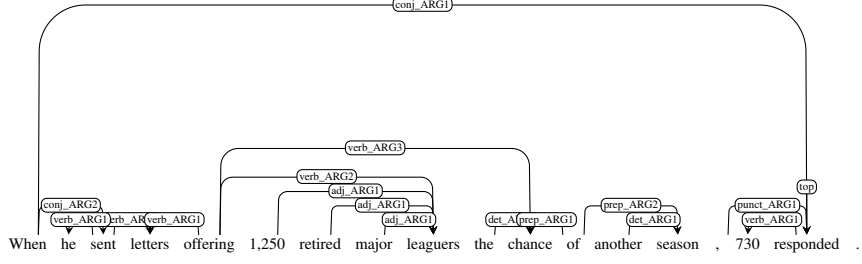 conj_ARG1
verb_ARG3
verb_ARG2
top
adj_ARG1
conj_ARG2 adj_ARG1 prep_ARG2 punct_ARG1
verb_ARG1 verb_ARG1 adj_ARG1 prep_ARG1 det_ARG1 verb_ARG1
When he sent letters offering 1,250 retired major leaguers the chance of another season , 730 responded .